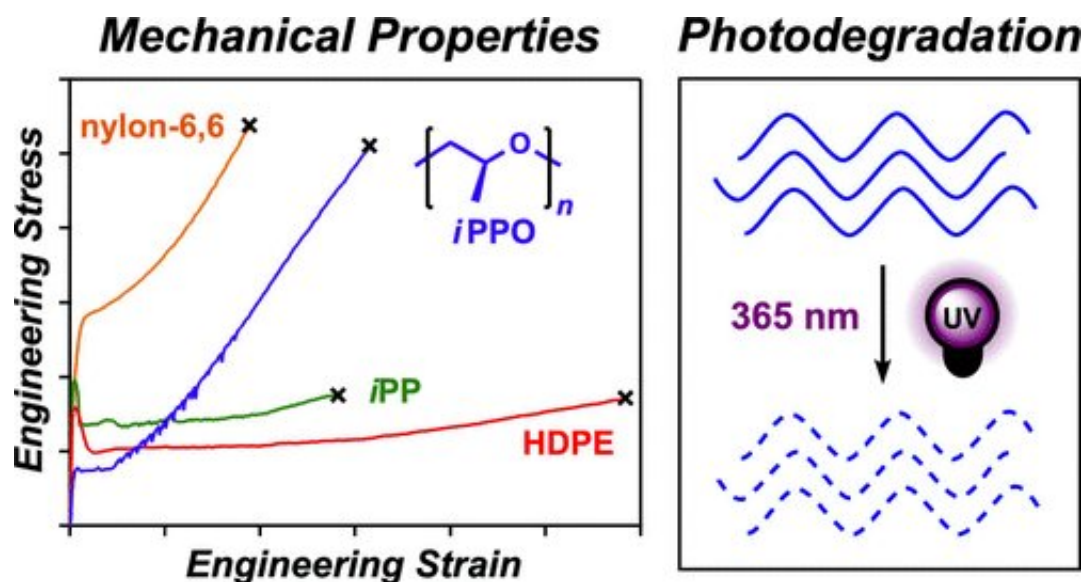 Mechanical Properties
Photodegradation
nylon-6,6
O
n
iPPO
iPP
HDPE
Engineering Stress
Engineering Strain
365 nm
UV